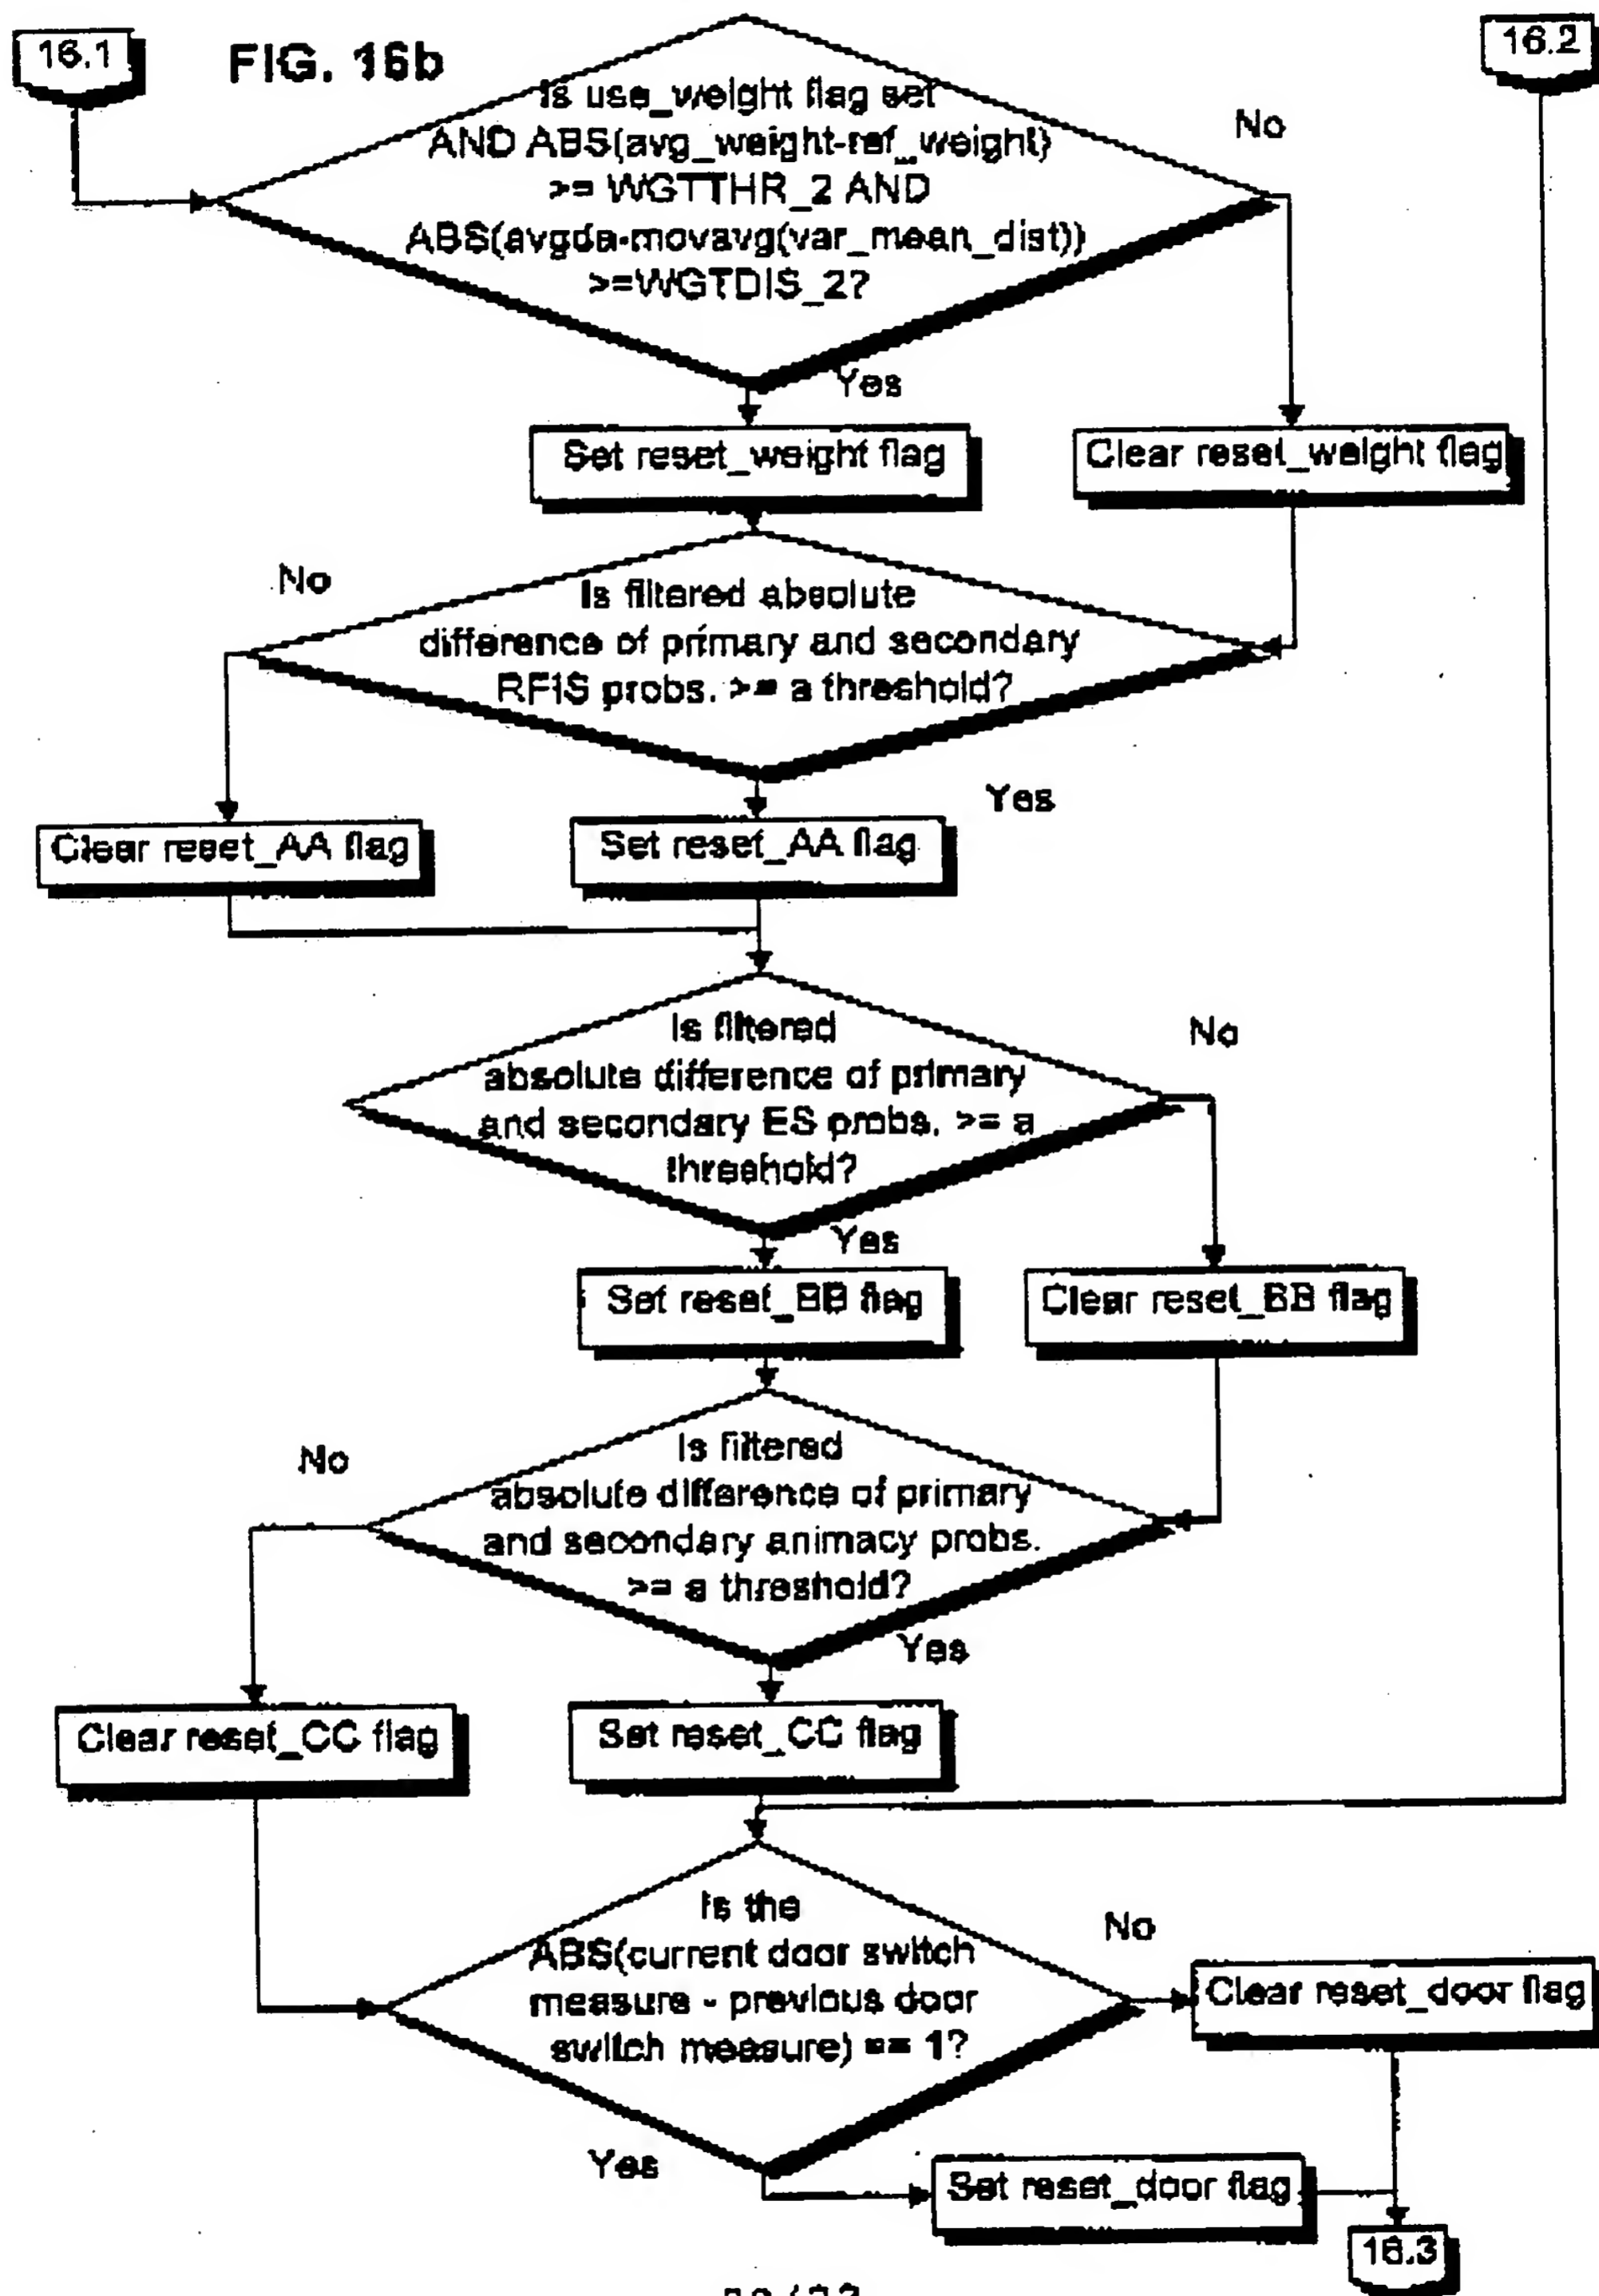 16.1
FIG. 16b
16.2
Is use_weight flag set
AND ABS(avg_weight-ref_weight)
>= WGTTHR_2 AND
ABS(avgda-movavg(var_mean_dist))
>=WGTDIS_2?
No
Yes
Set reset_weight flag
Clear reset_weight flag
No
Is filtered absolute
difference of primary and secondary
RFIS probs. >= a threshold?
Yes
Clear reset_AA flag
Set reset_AA flag
Is filtered
absolute difference of primary
and secondary ES probs. >= a
threshold?
No
Yes
Set reset_BB flag
Clear reset_BB flag
No
Is filtered
absolute difference of primary
and secondary animacy probs.
>= a threshold?
Yes
Clear reset_CC flag
Set reset_CC flag
Is the
ABS(current door switch
measure - previous door
switch measure) == 1?
No
Clear reset_door flag
Yes
Set reset_door flag
16.3